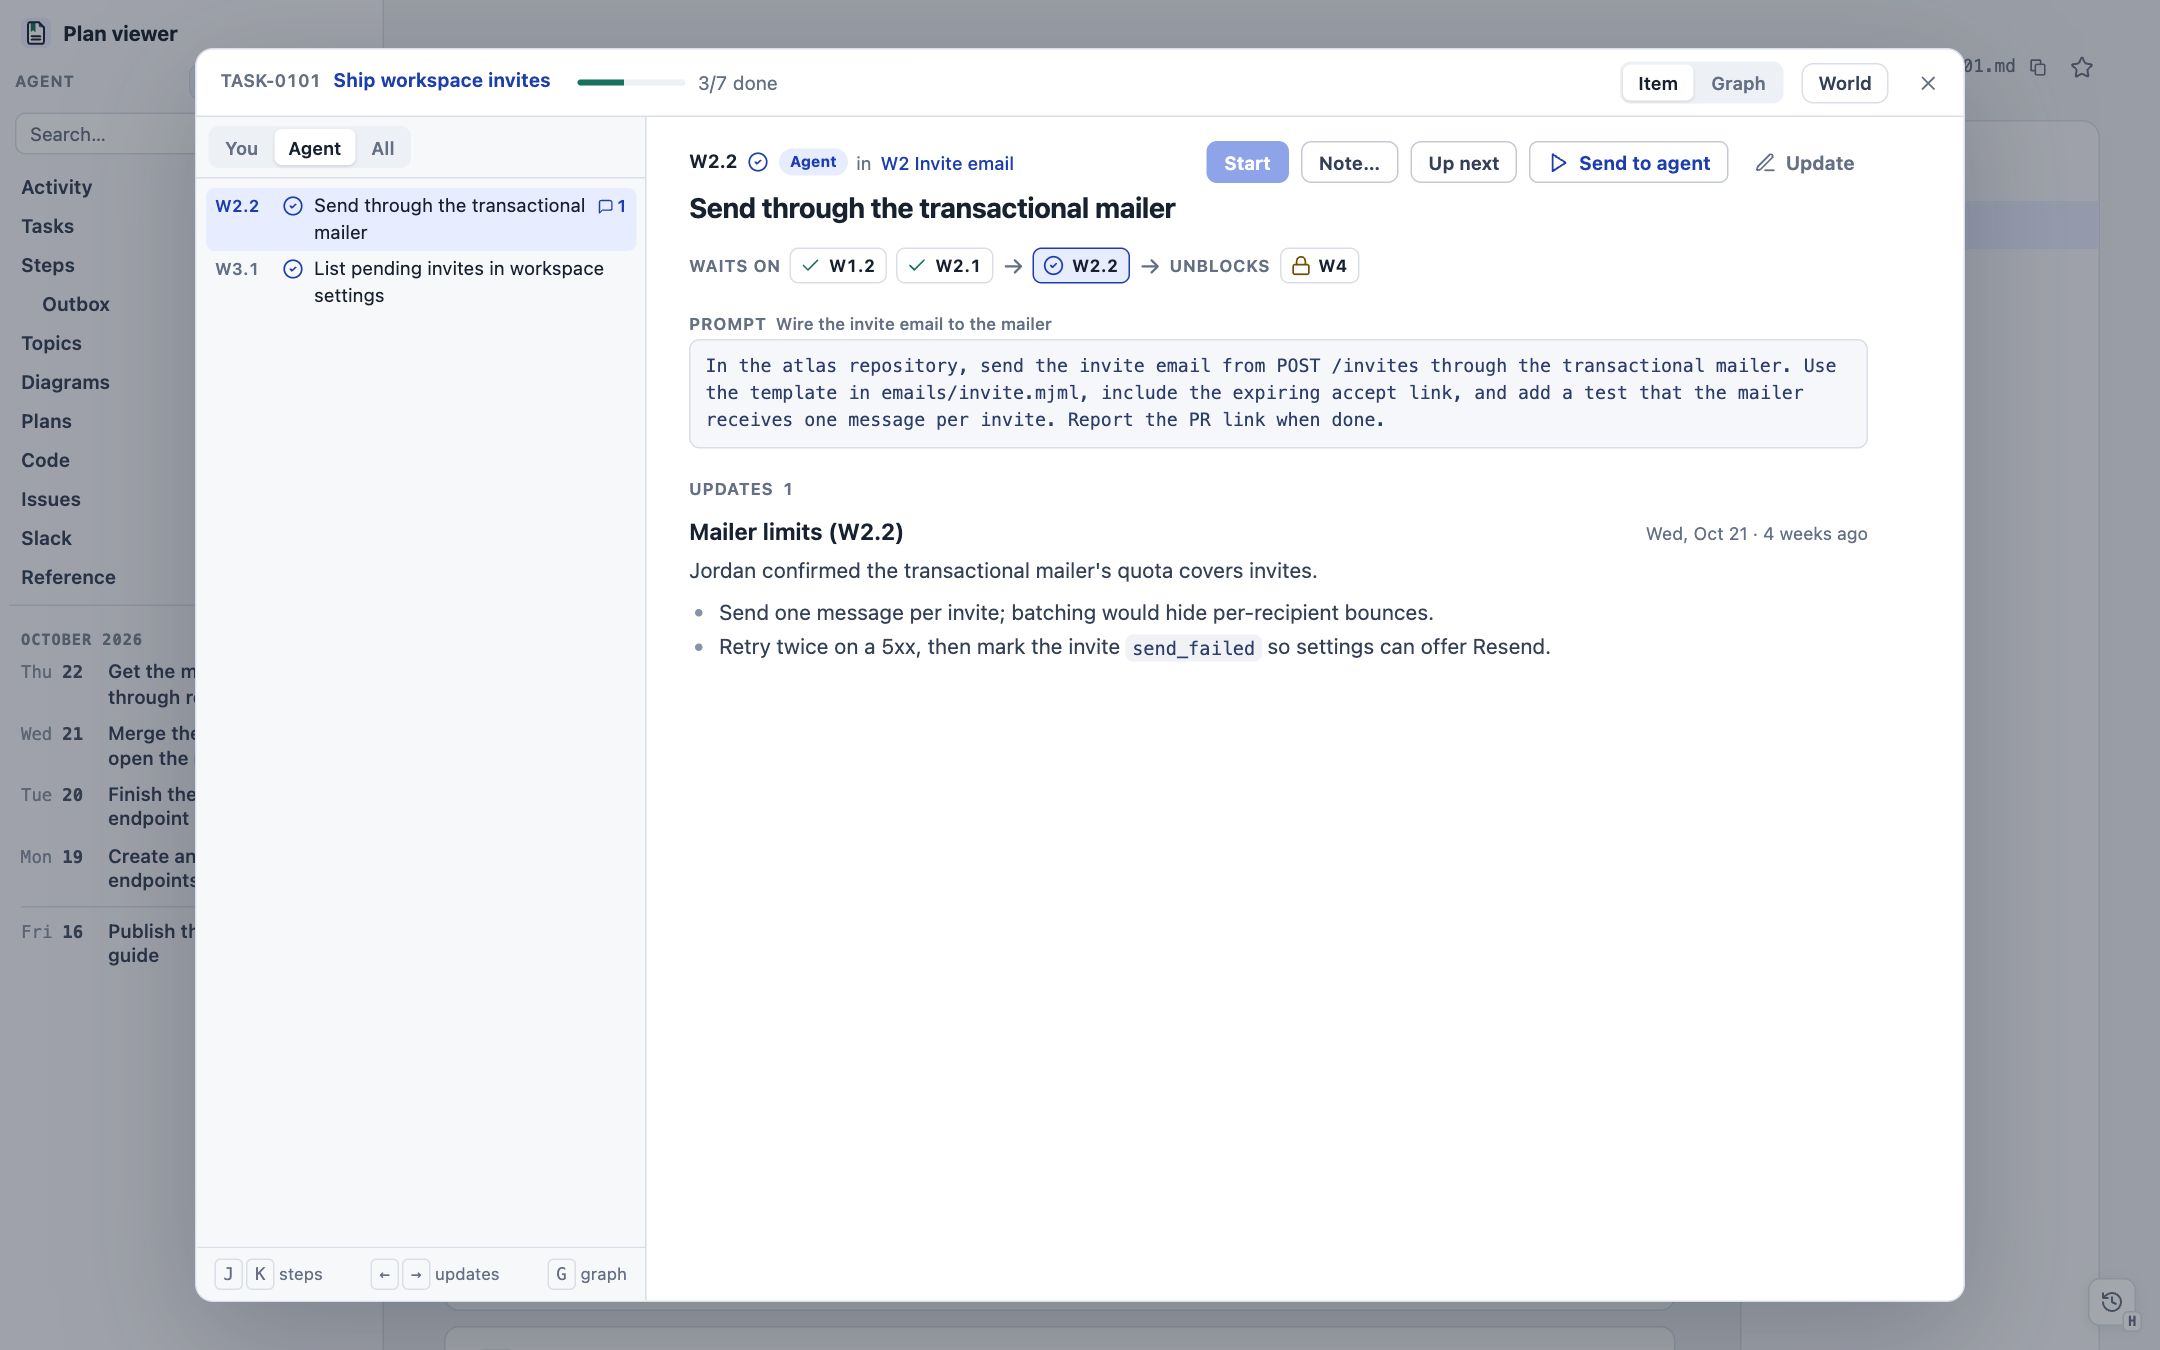 Plan viewer
AGENT
Search...
Activity
Tasks
Steps
Outbox
Topics
Diagrams
Plans
Code
Issues
Slack
Reference
OCTOBER 2026
Thu 22 Get the m
through r
Wed 21 Merge the
open the
Tue 20 Finish the
endpoint
Mon 19 Create an
endpoints
Fri 16 Publish th
guide
TASK-0101 Ship workspace invites 3/7 done
Item Graph World
01.md
You Agent All
W2.2 Send through the transactional 1
mailer
W3.1 List pending invites in workspace
settings
J K steps ← → updates G graph
W2.2 Agent in W2 Invite email
Start Note... Up next Send to agent Update
Send through the transactional mailer
WAITS ON W1.2 W2.1 → W2.2 → UNBLOCKS W4
PROMPT Wire the invite email to the mailer
In the atlas repository, send the invite email from POST /invites through the transactional mailer. Use
the template in emails/invite.mjml, include the expiring accept link, and add a test that the mailer
receives one message per invite. Report the PR link when done.
UPDATES 1
Mailer limits (W2.2) Wed, Oct 21 · 4 weeks ago
Jordan confirmed the transactional mailer's quota covers invites.
• Send one message per invite; batching would hide per-recipient bounces.
• Retry twice on a 5xx, then mark the invite send_failed so settings can offer Resend.
H